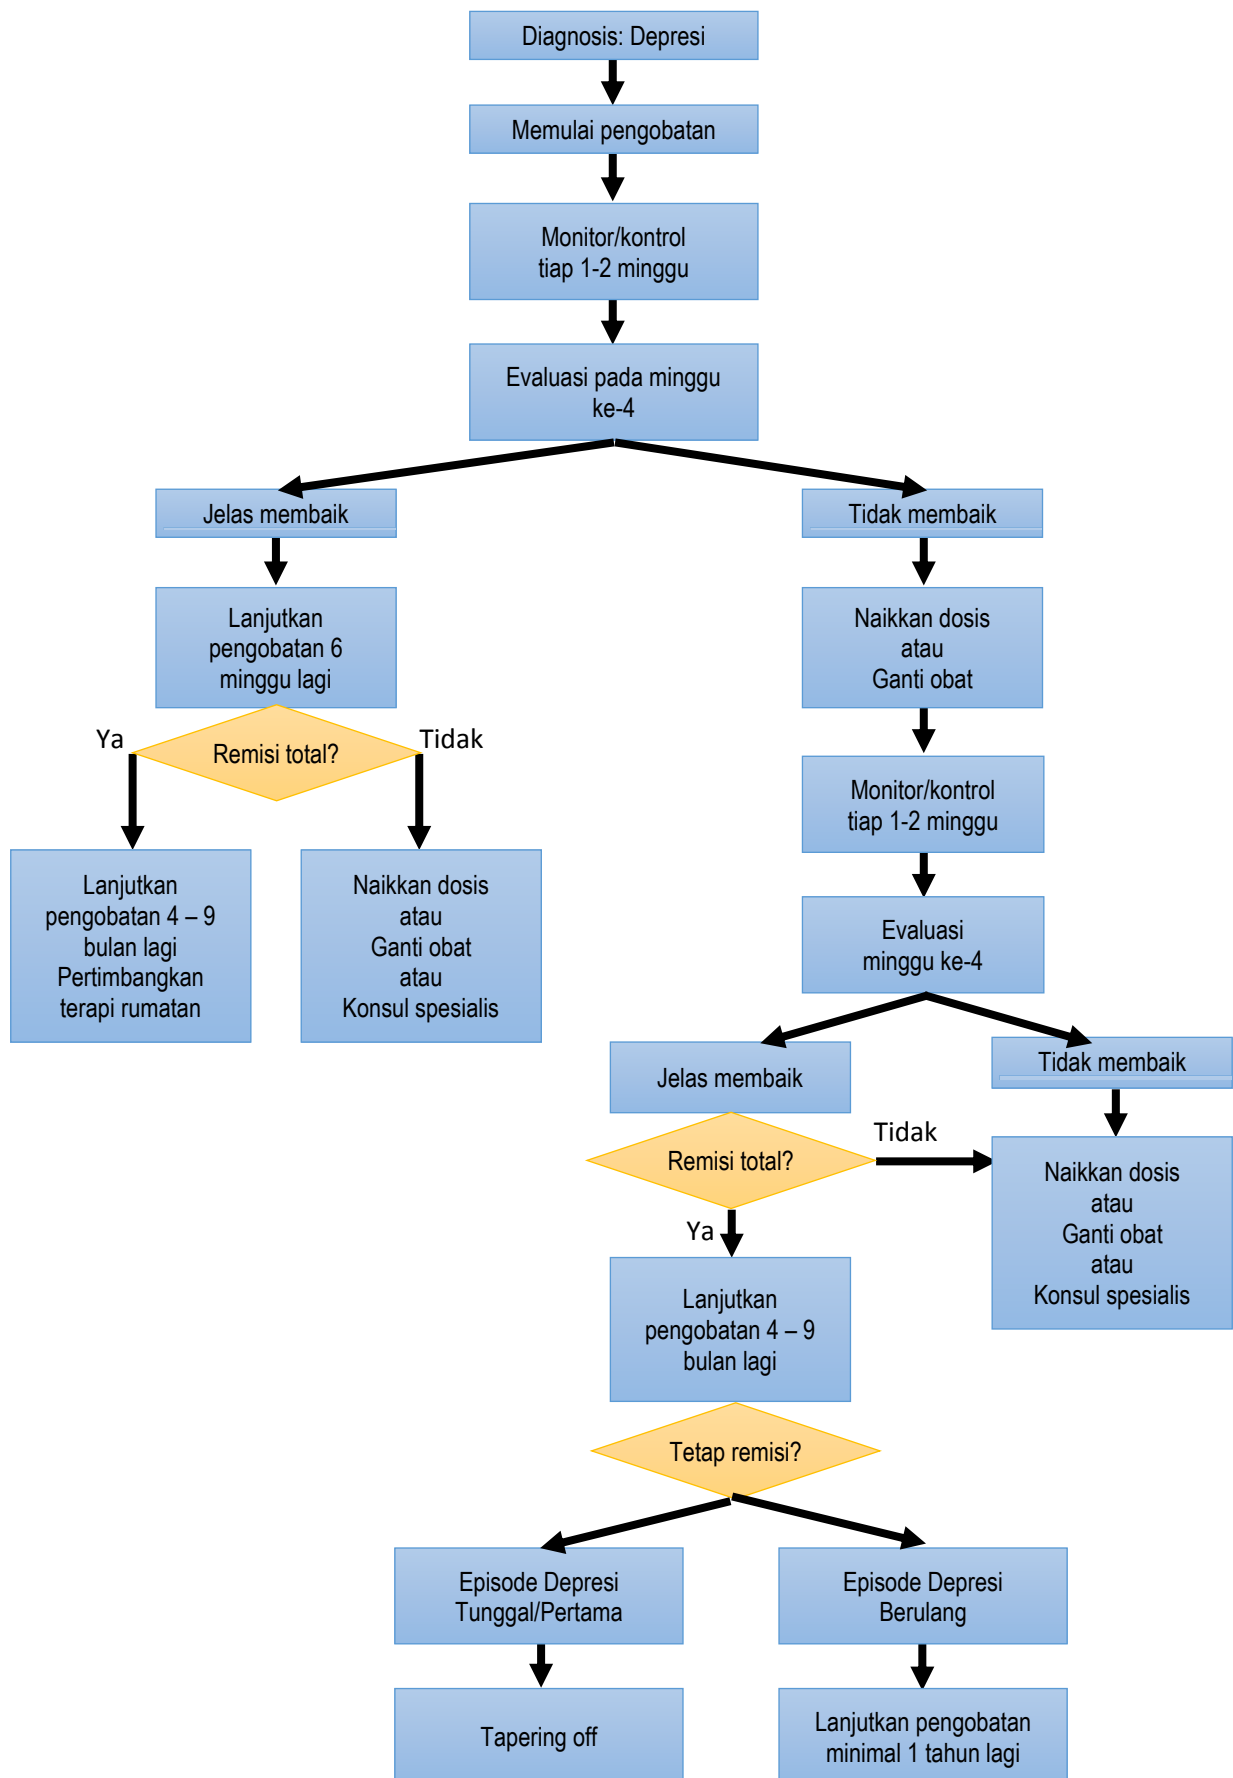 Diagnosis: Depresi
Memulai pengobatan
Monitor/kontrol
tiap 1-2 minggu
Evaluasi pada minggu
ke-4
Jelas membaik
Tidak membaik
Lanjutkan
pengobatan 6
minggu lagi
Naikkan dosis
atau
Ganti obat
Ya
Remisi total?
Tidak
Monitor/kontrol
tiap 1-2 minggu
Lanjutkan
pengobatan 4 – 9
bulan lagi
Pertimbangkan
terapi rumatan
Naikkan dosis
atau
Ganti obat
atau
Konsul spesialis
Evaluasi
minggu ke-4
Jelas membaik
Tidak membaik
Remisi total?
Tidak
Naikkan dosis
atau
Ganti obat
atau
Konsul spesialis
Ya
Lanjutkan
pengobatan 4 – 9
bulan lagi
Tetap remisi?
Episode Depresi
Tunggal/Pertama
Episode Depresi
Berulang
Tapering off
Lanjutkan pengobatan
minimal 1 tahun lagi